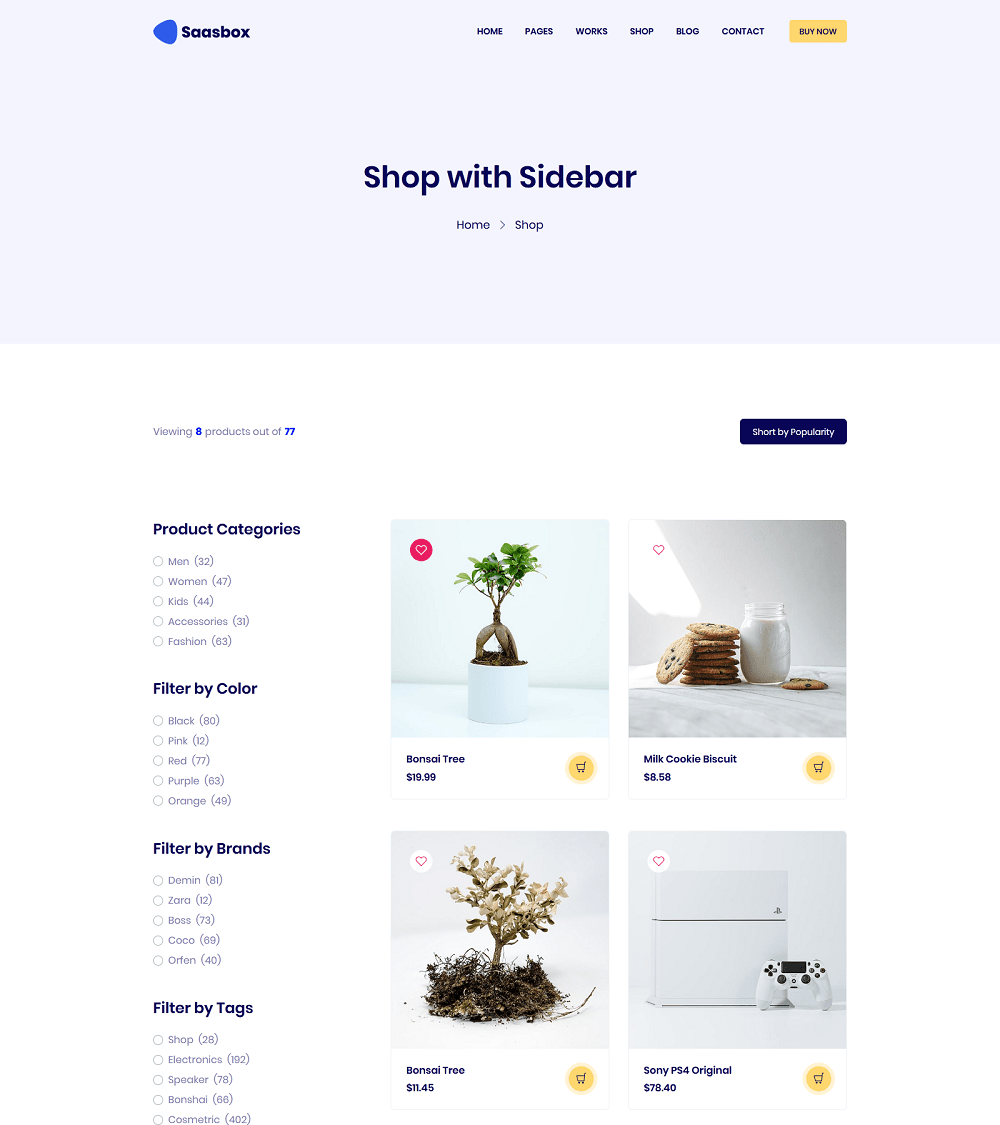 Saasbox
HOME PAGES WORKS SHOP BLOG CONTACT BUY NOW
Shop with Sidebar
Home Shop
Viewing 8 products out of 77
Short by Popularity
Product Categories
Men (32)
Women (47)
Kids (44)
Accessories (31)
Fashion (63)
Filter by Color
Black (80)
Pink (12)
Red (77)
Purple (63)
Orange (49)
Filter by Brands
Demin (81)
Zara (12)
Boss (73)
Coco (69)
Orfen (40)
Filter by Tags
Shop (28)
Electronics (192)
Speaker (78)
Bonshai (66)
Cosmetric (402)
Bonsai Tree
$19.99
Milk Cookie Biscuit
$8.58
Bonsai Tree
$11.45
Sony PS4 Original
$78.40